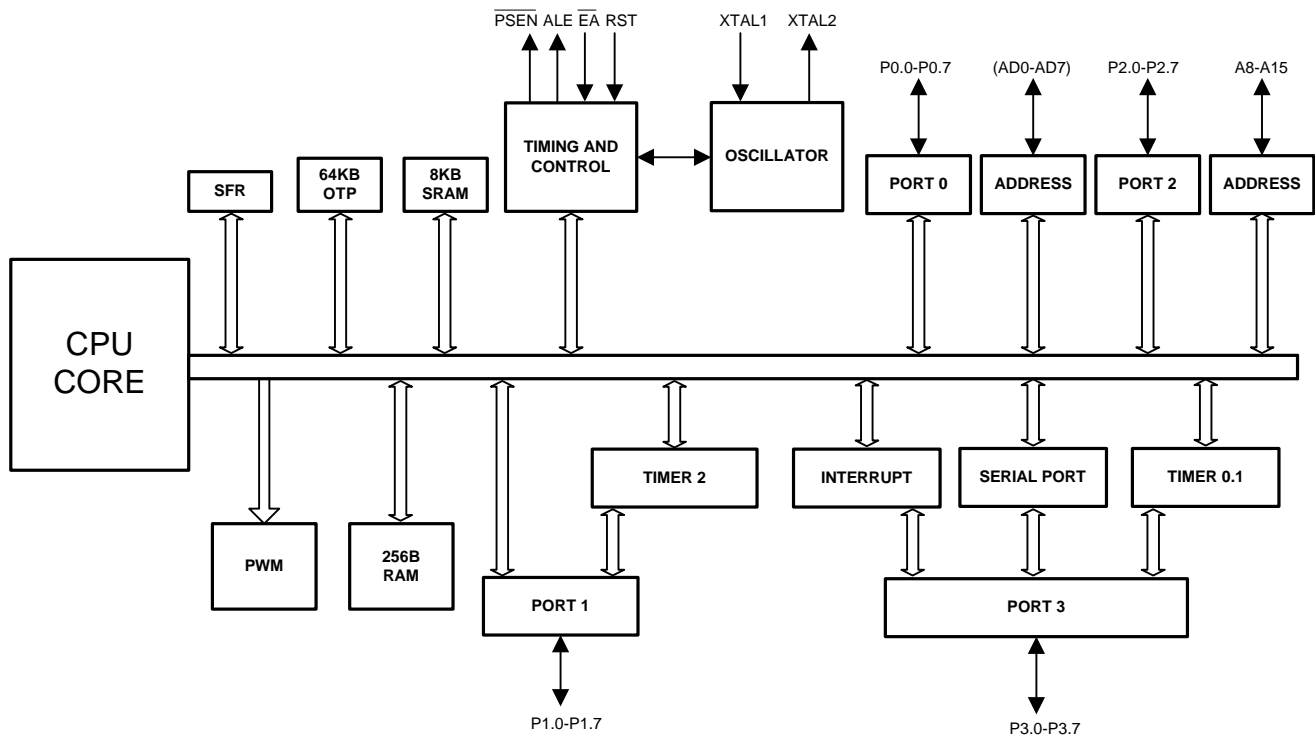 PSEN ALE EA RST
XTAL1 XTAL2
P0.0-P0.7 (AD0-AD7) P2.0-P2.7 A8-A15
TIMING AND
CONTROL
OSCILLATOR
SFR
64KB
OTP
8KB
SRAM
PORT 0
ADDRESS
PORT 2
ADDRESS
CPU
CORE
TIMER 2
INTERRUPT
SERIAL PORT
TIMER 0.1
PWM
256B
RAM
PORT 1
PORT 3
P1.0-P1.7
P3.0-P3.7